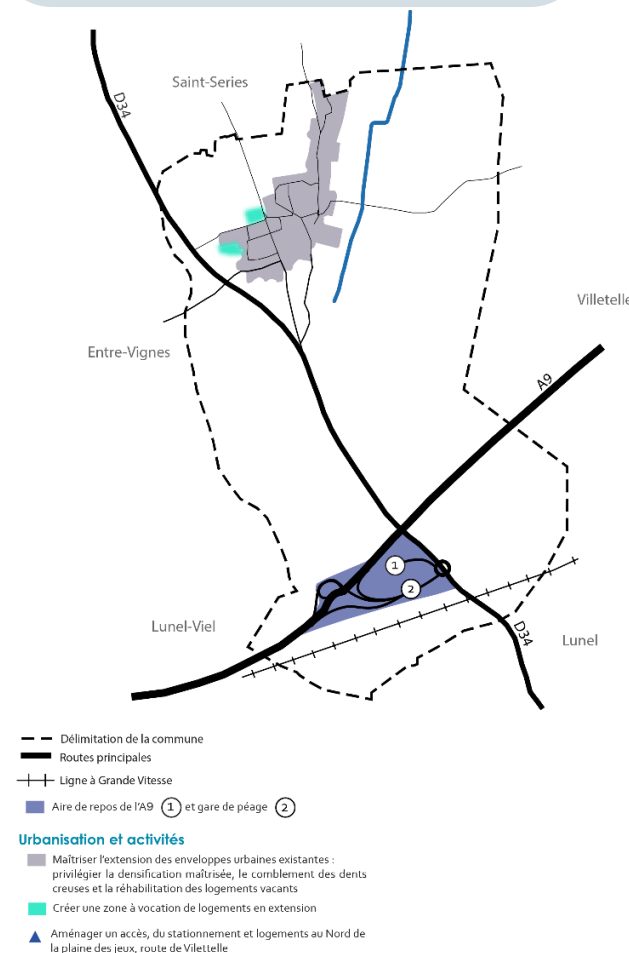 Saint-Series
D34
Villetelle
Entre-Vignes
A9
1
2
Lunel-Viel
D34
Lunel
Délimitation de la commune
Routes principales
Ligne à Grande Vitesse
Aire de repos de l'A9 1 et gare de péage 2
Urbanisation et activités
Maîtriser l'extension des enveloppes urbaines existantes :
privilégier la densification maîtrisée, le comblement des dents
creuses et la réhabilitation des logements vacants
Créer une zone à vocation de logements en extension
Aménager un accès, du stationnement et logements au Nord de
la plaine des jeux, route de Vilettelle